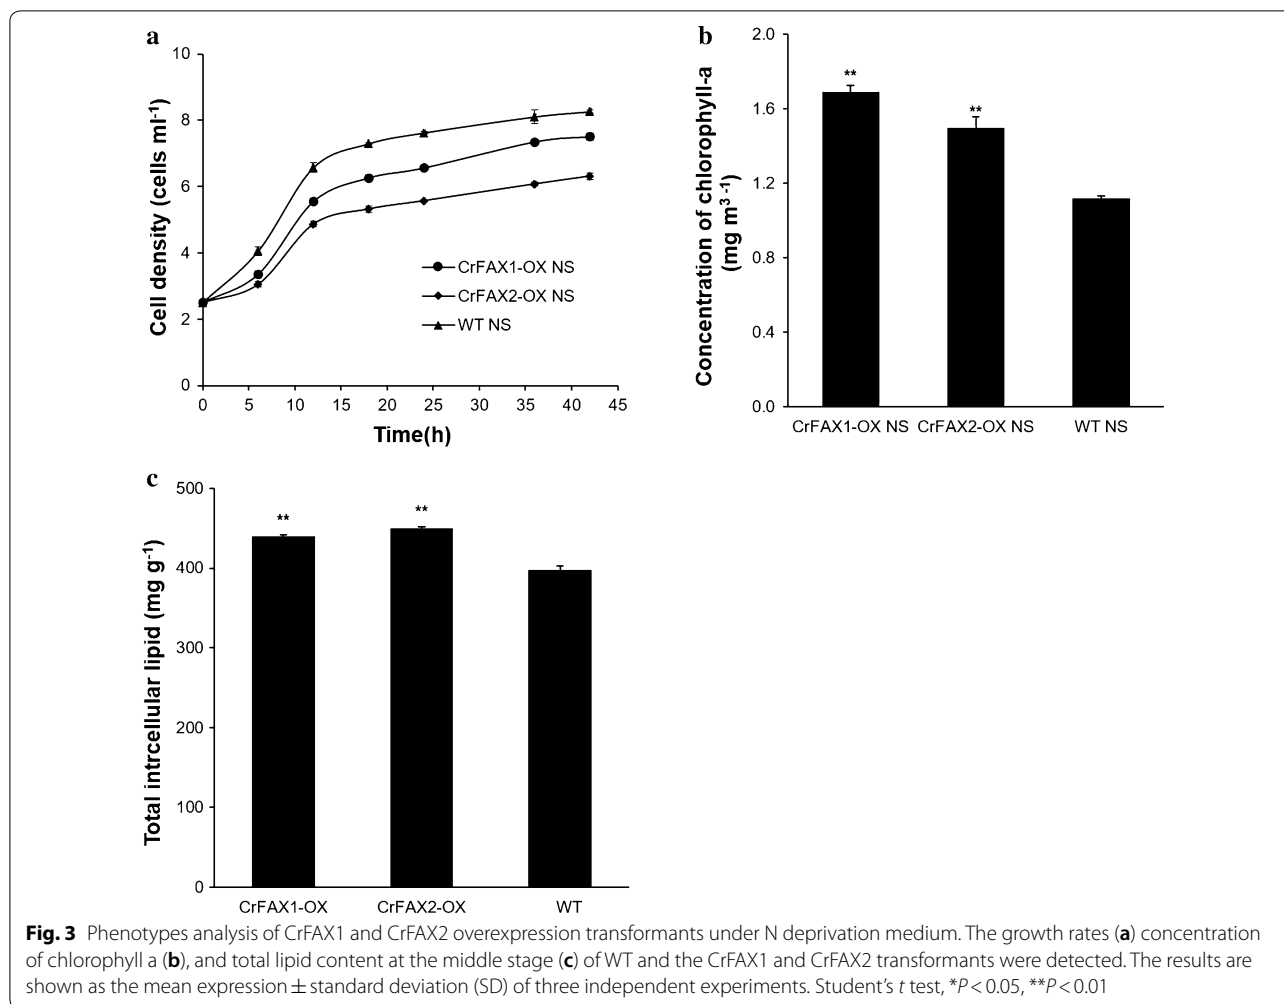 a
10
8
6
4
2
0
Cell density (cells ml-1)
CrFAX1-OX NS
CrFAX2-OX NS
WT NS
0 5 10 15 20 25 30 35 40 45
Time(h)
b
2.0
1.6
1.2
0.8
0.4
0.0
Concentration of chlorophyll-a
(mg m3 -1)
**
**
CrFAX1-OX NS CrFAX2-OX NS WT NS
c
500
400
300
200
100
0
Total intrcellular lipid (mg g-1)
**
**
CrFAX1-OX CrFAX2-OX WT
Fig. 3 Phenotypes analysis of CrFAX1 and CrFAX2 overexpression transformants under N deprivation medium. The growth rates (a) concentration
of chlorophyll a (b), and total lipid content at the middle stage (c) of WT and the CrFAX1 and CrFAX2 transformants were detected. The results are
shown as the mean expression ± standard deviation (SD) of three independent experiments. Student's t test, *P < 0.05, **P < 0.01